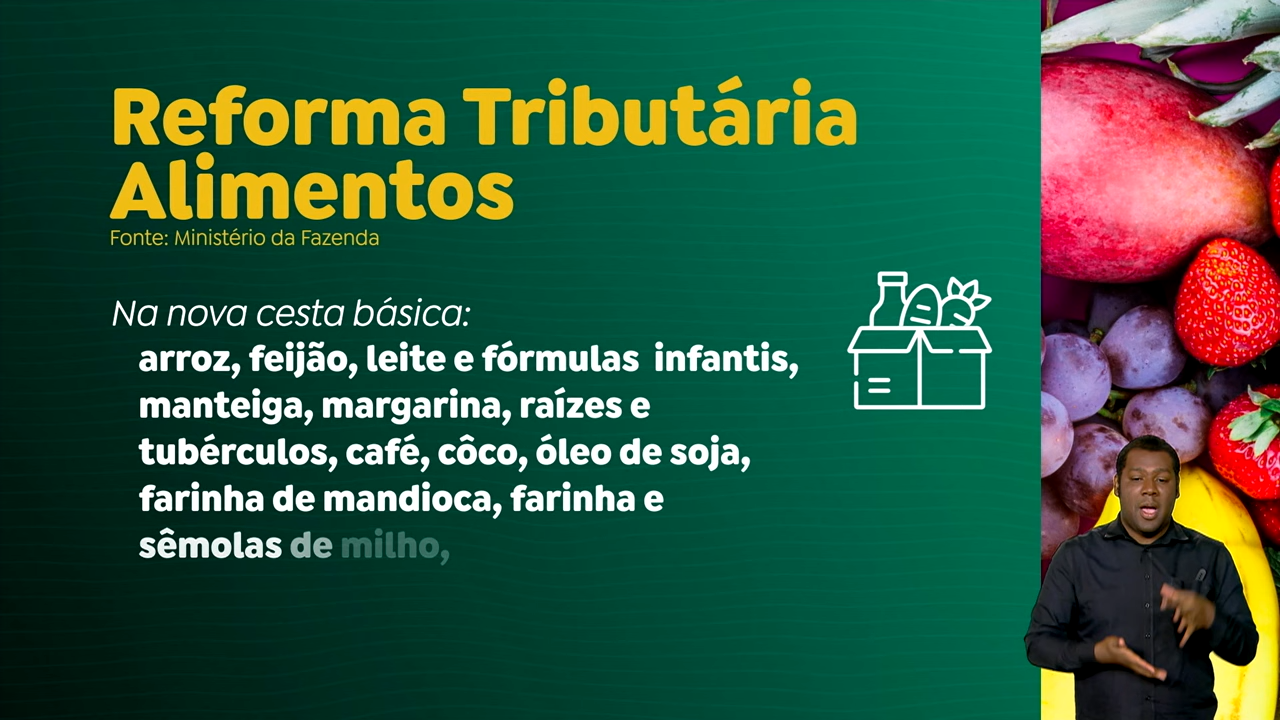 Reforma Tributária
Alimentos
Fonte: Ministério da Fazenda
Na nova cesta básica:
arroz, feijão, leite e fórmulas infantis,
manteiga, margarina, raízes e
tubérculos, café, côco, óleo de soja,
farinha de mandioca, farinha e
sêmolas de milho,